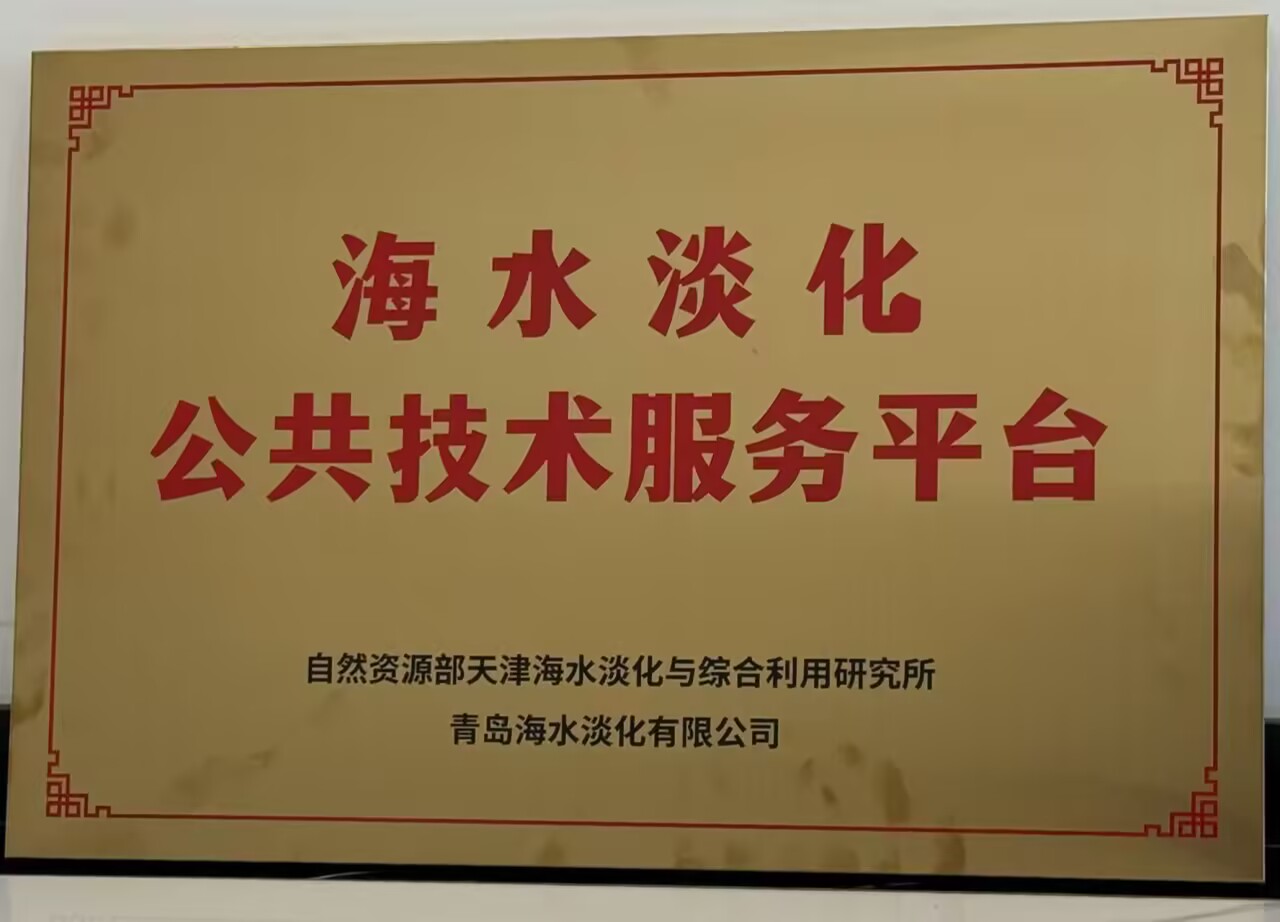 海水淡化
公共技术服务平台
自然资源部天津海水淡化与综合利用研究所
青岛海水淡化有限公司